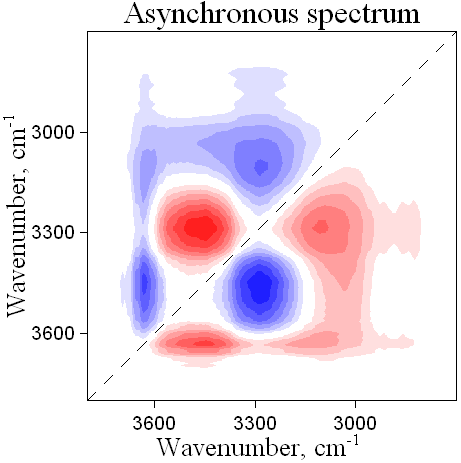 Asynchronous spectrum
Wavenumber, cm-1
3000
3300
3600
3600 3300 3000
Wavenumber, cm-1